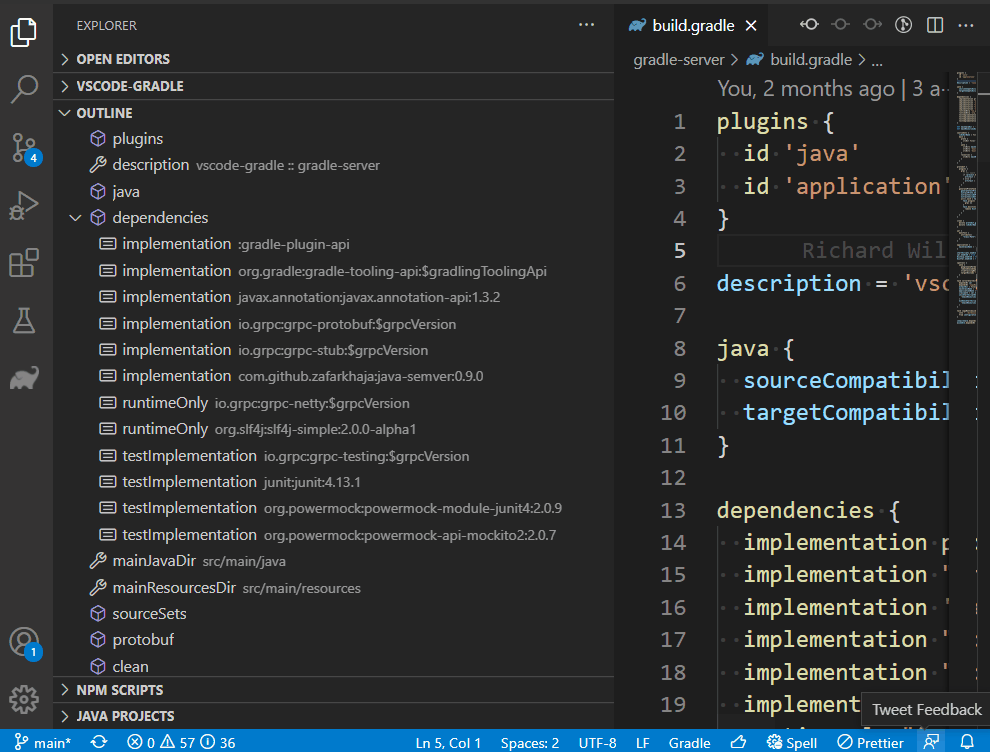 EXPLORER
OPEN EDITORS
VSCODE-GRADLE
OUTLINE
plugins
description vscode-gradle :: gradle-server
java
dependencies
implementation :gradle-plugin-api
implementation org.gradle:gradle-tooling-api:$gradlingToolingApi
implementation javax.annotation:javax.annotation-api:1.3.2
implementation io.grpc:grpc-protobuf:$grpcVersion
implementation io.grpc:grpc-stub:$grpcVersion
implementation com.github.zafarkhaja:java-semver:0.9.0
runtimeOnly io.grpc:grpc-netty:$grpcVersion
runtimeOnly org.slf4j:slf4j-simple:2.0.0-alpha1
testImplementation io.grpc:grpc-testing:$grpcVersion
testImplementation junit:junit:4.13.1
testImplementation org.powermock:powermock-module-junit4:2.0.9
testImplementation org.powermock:powermock-api-mockito2:2.0.7
mainJavaDir src/main/java
mainResourcesDir src/main/resources
sourceSets
protobuf
clean
NPM SCRIPTS
JAVA PROJECTS
4
1
build.gradle
gradle-server > build.gradle > ...
You, 2 months ago | 3 a
1 plugins {
2 id 'java'
3 id 'application'
4 }
5 Richard Wil
6 description = 'vsc
7
8 java {
9 sourceCompatibil
10 targetCompatibil
11 }
12
13 dependencies {
14 implementation p
15 implementation "
16 implementation '
17 implementation "
18 implementation "
19 implement
Tweet Feedback
main* 0 57 36 Ln 5, Col 1 Spaces: 2 UTF-8 LF Gradle Spell Prettier